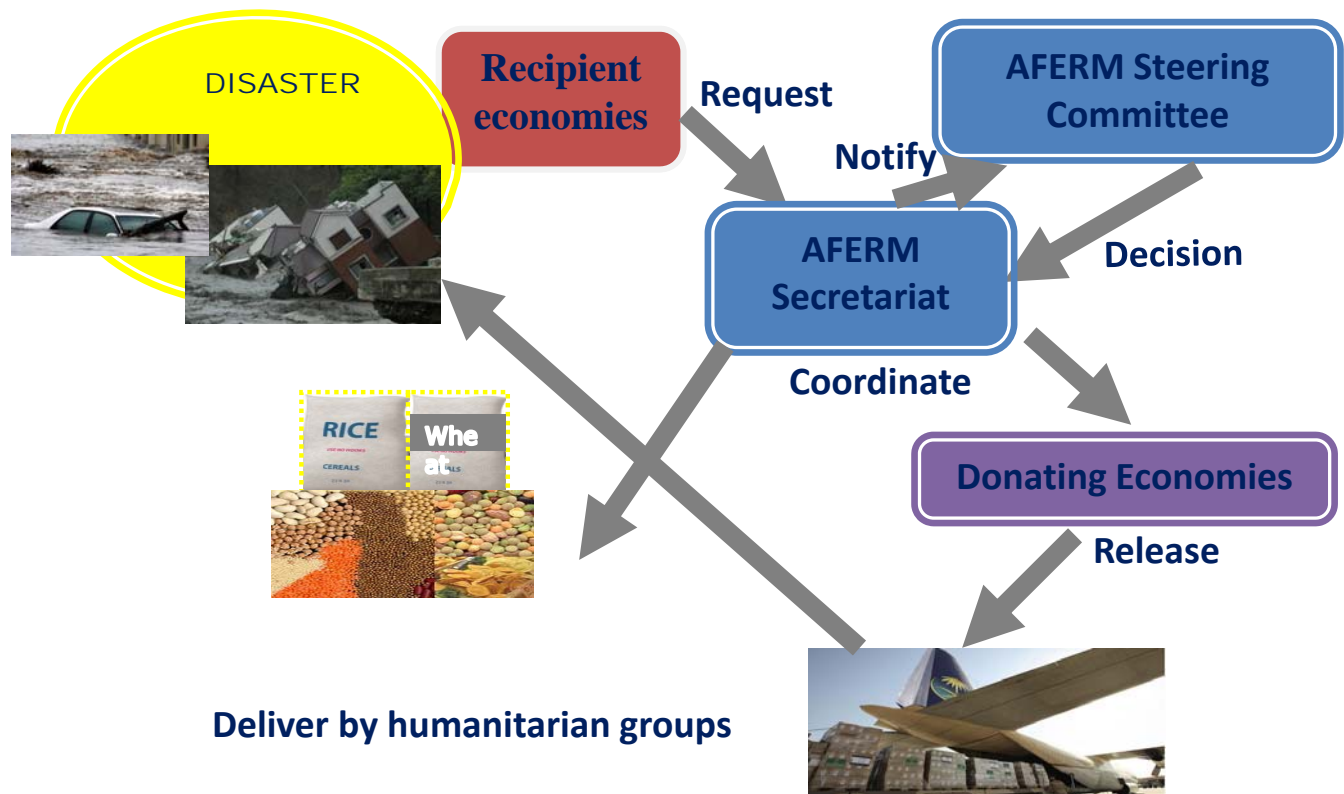 DISASTER
Recipient
economies
Request
AFERM Steering
Committee
Notify
AFERM
Secretariat
Decision
Coordinate
RICE
CEREALS
Whe
at
Donating Economies
Release
Deliver by humanitarian groups